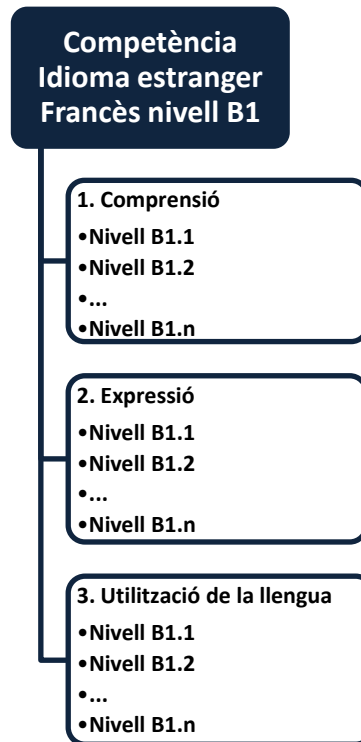 Competència
Idioma estranger
Francès nivell B1
1. Comprensió
•Nivell B1.1
•Nivell B1.2
•...
•Nivell B1.n
2. Expressió
•Nivell B1.1
•Nivell B1.2
•...
•Nivell B1.n
3. Utilització de la llengua
•Nivell B1.1
•Nivell B1.2
•...
•Nivell B1.n